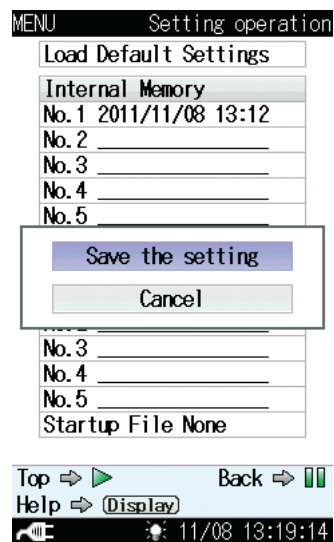 MENU Setting operation
Load Default Settings
Internal Memory
No.1 2011/11/08 13:12
No.2
No.3
No.4
No.5
Save the setting
Cancel
No.3
No.4
No.5
Startup File None
Top ⇨ ▷ Back ⇨ ▯▯
Help ⇨ (Display)
11/08 13:19:14